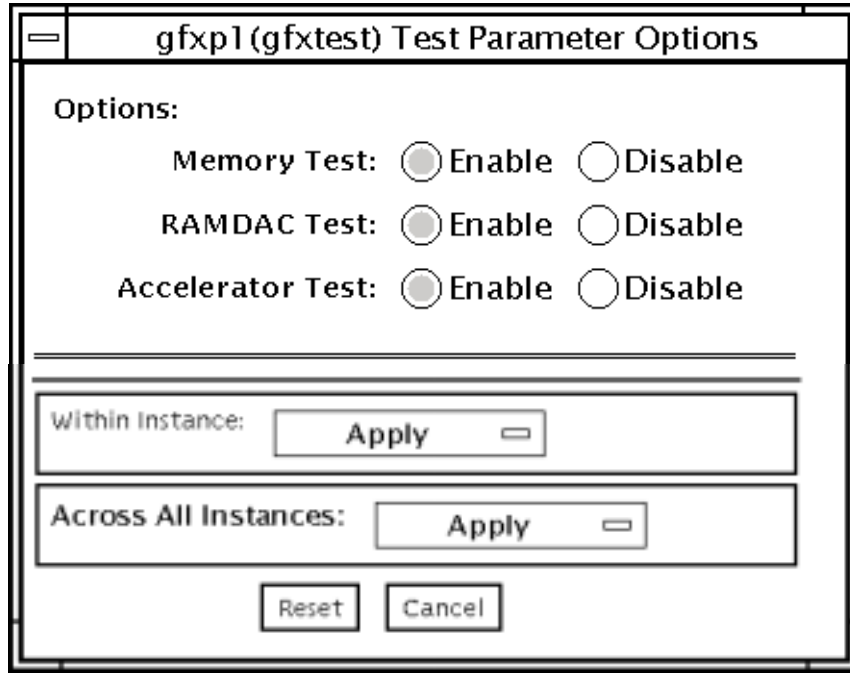 gfxp1(gfxtest) Test Parameter Options
Options:
Memory Test: Enable Disable
RAMDAC Test: Enable Disable
Accelerator Test: Enable Disable
Within Instance: Apply
Across All Instances: Apply
Reset Cancel